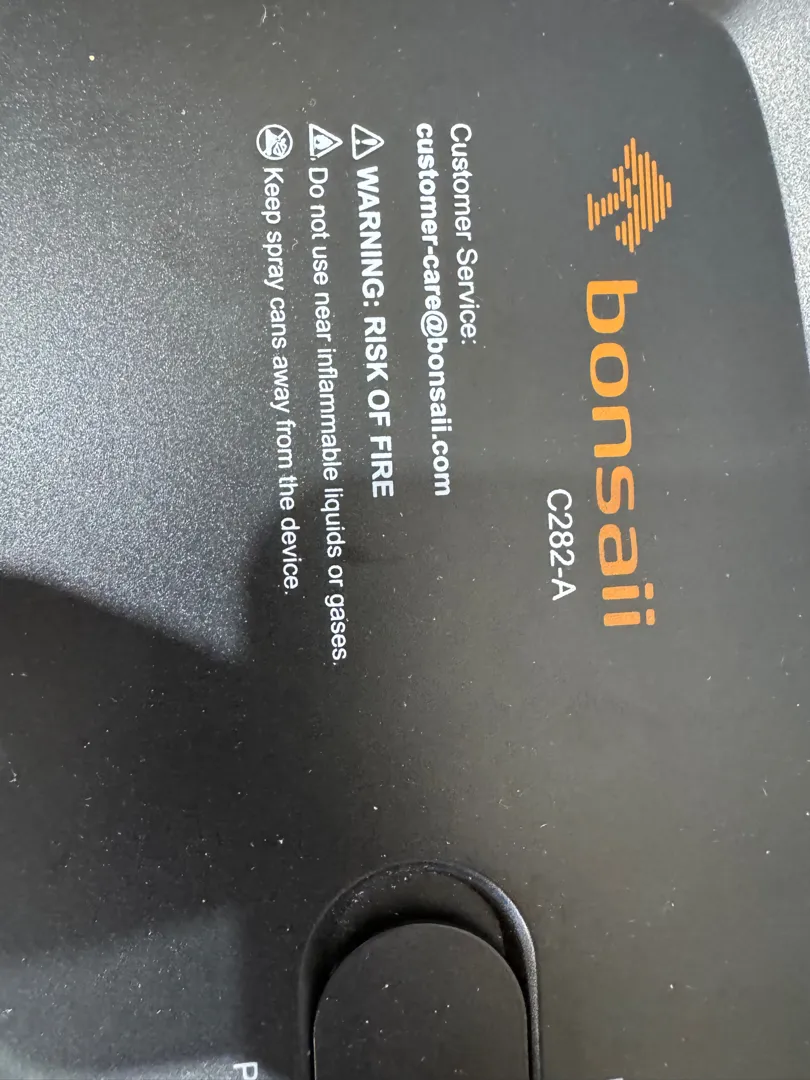 bonsaii
C282-A
Customer Service:
customer-care@bonsaii.com
WARNING: RISK OF FIRE
Do not use near inflammable liquids or gases.
Keep spray cans away from the device.